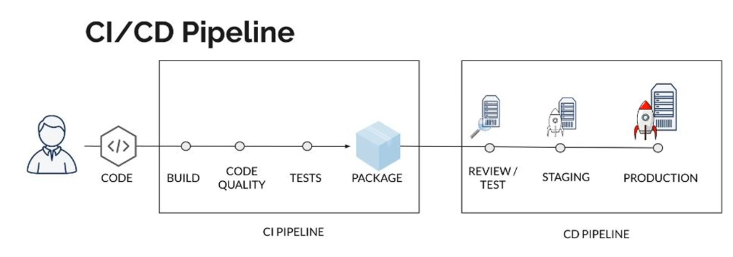 CI/CD Pipeline
</>
CODE
BUILD
CODE
QUALITY
TESTS
PACKAGE
REVIEW /
TEST
STAGING
PRODUCTION
CI PIPELINE
CD PIPELINE